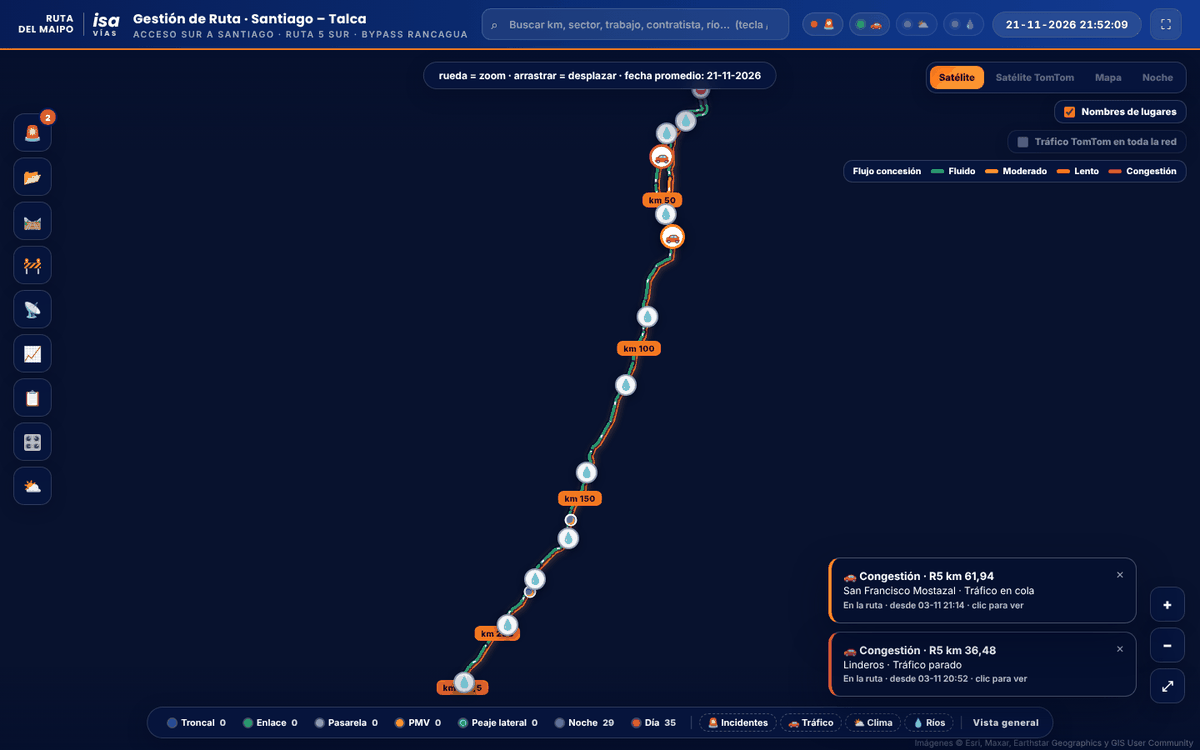 RUTA
DEL MAIPO
isa
VÍAS
Gestión de Ruta · Santiago – Talca
ACCESO SUR A SANTIAGO · RUTA 5 SUR · BYPASS RANCAGUA
Buscar km, sector, trabajo, contratista, río... (tecla /
21-11-2026 21:52:09
rueda = zoom · arrastrar = desplazar · fecha promedio: 21-11-2026
Satélite
Satélite TomTom
Mapa
Noche
Nombres de lugares
Tráfico TomTom en toda la red
Flujo concesión
Fluido
Moderado
Lento
Congestión
2
km 50
km 100
km 150
km
km
Congestión · R5 km 61,94
×
San Francisco Mostazal · Tráfico en cola
En la ruta · desde 03-11 21:14 · clic para ver
Congestión · R5 km 36,48
×
Linderos · Tráfico parado
En la ruta · desde 03-11 20:52 · clic para ver
+
−
Troncal 0
Enlace 0
Pasarela 0
PMV 0
Peaje lateral 0
Noche 29
Día 35
Incidentes
Tráfico
Clima
Ríos
Vista general
Imágenes © Esri, Maxar, Earthstar Geographics y GIS User Community